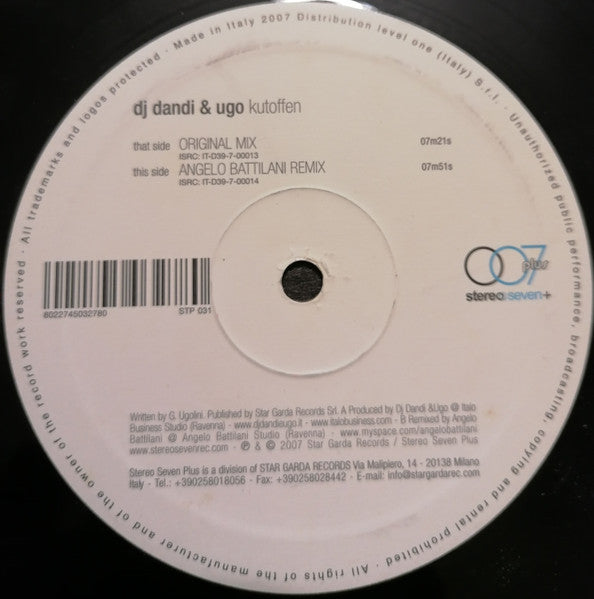 All trademarks and logos protected · Made in Italy 2007 Distribution level one (Italy) S.r.l. · Unauthorized public performance, broadcasting, copying and rental prohibited. · All rights of the manufacturer and of the owner of the record work reserved ·
dj dandi & ugo kutoffen
that side ORIGINAL MIX 07m21s
ISRC: IT-D39-7-00013
this side ANGELO BATTILANI REMIX 07m51s
ISRC: IT-D39-7-00014
007
plus
stereo seven+
8022745032780 STP 031
Written by G. Ugolini. Published by Star Garda Records Srl. A Produced by Dj Dandi &Ugo @ Italo
Business Studio (Ravenna) · www.djdandieugo.it · www.italobusiness.com · B Remixed by Angelo
Battilani @ Angelo Battilani Studio (Ravenna) · www.myspace.com/angelobattilani
www.stereosevenrec.com · ℗ & © 2007 Star Garda Records / Stereo Seven Plus
Stereo Seven Plus is a division of STAR GARDA RECORDS Via Malipiero, 14 - 20138 Milano
Italy · Tel.: +390258018056 · Fax: +390258028442 · E-mail: info@stargardarec.com